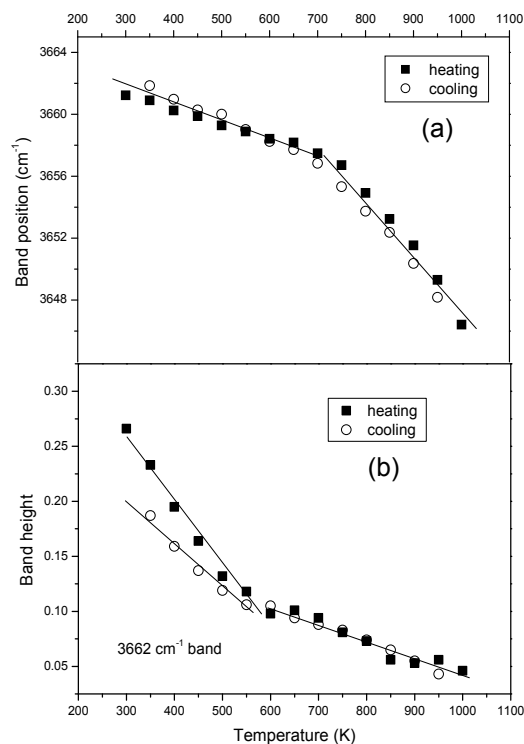 200 300 400 500 600 700 800 900 1000 1100
3664
3660
3656
3652
3648
Band position (cm-1)
heating
cooling
(a)
0.30
0.25
0.20
0.15
0.10
0.05
Band height
heating
cooling
(b)
3662 cm-1 band
200 300 400 500 600 700 800 900 1000 1100
Temperature (K)